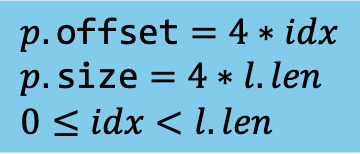 p.offset = 4 ∗ idx
p.size = 4 ∗ l.len
0 ≤ idx < l.len